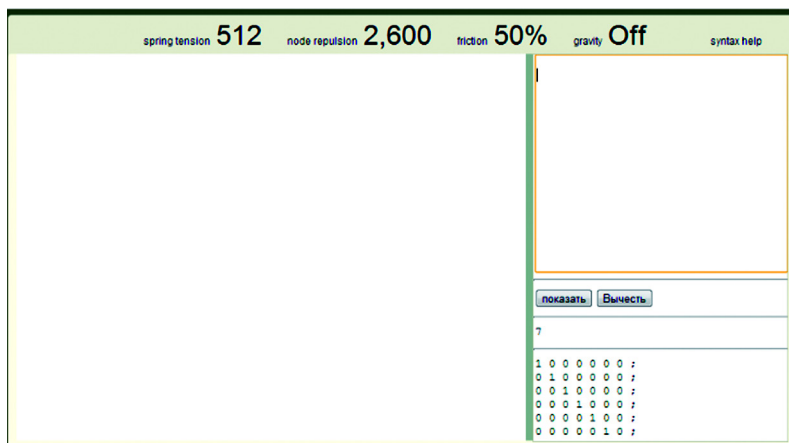 spring tension 512 node repulsion 2,600 friction 50% gravity Off syntax help
показать Вычесть
7
1 0 0 0 0 0 0 ;
0 1 0 0 0 0 0 ;
0 0 1 0 0 0 0 ;
0 0 0 1 0 0 0 ;
0 0 0 0 1 0 0 ;
0 0 0 0 0 1 0 ;